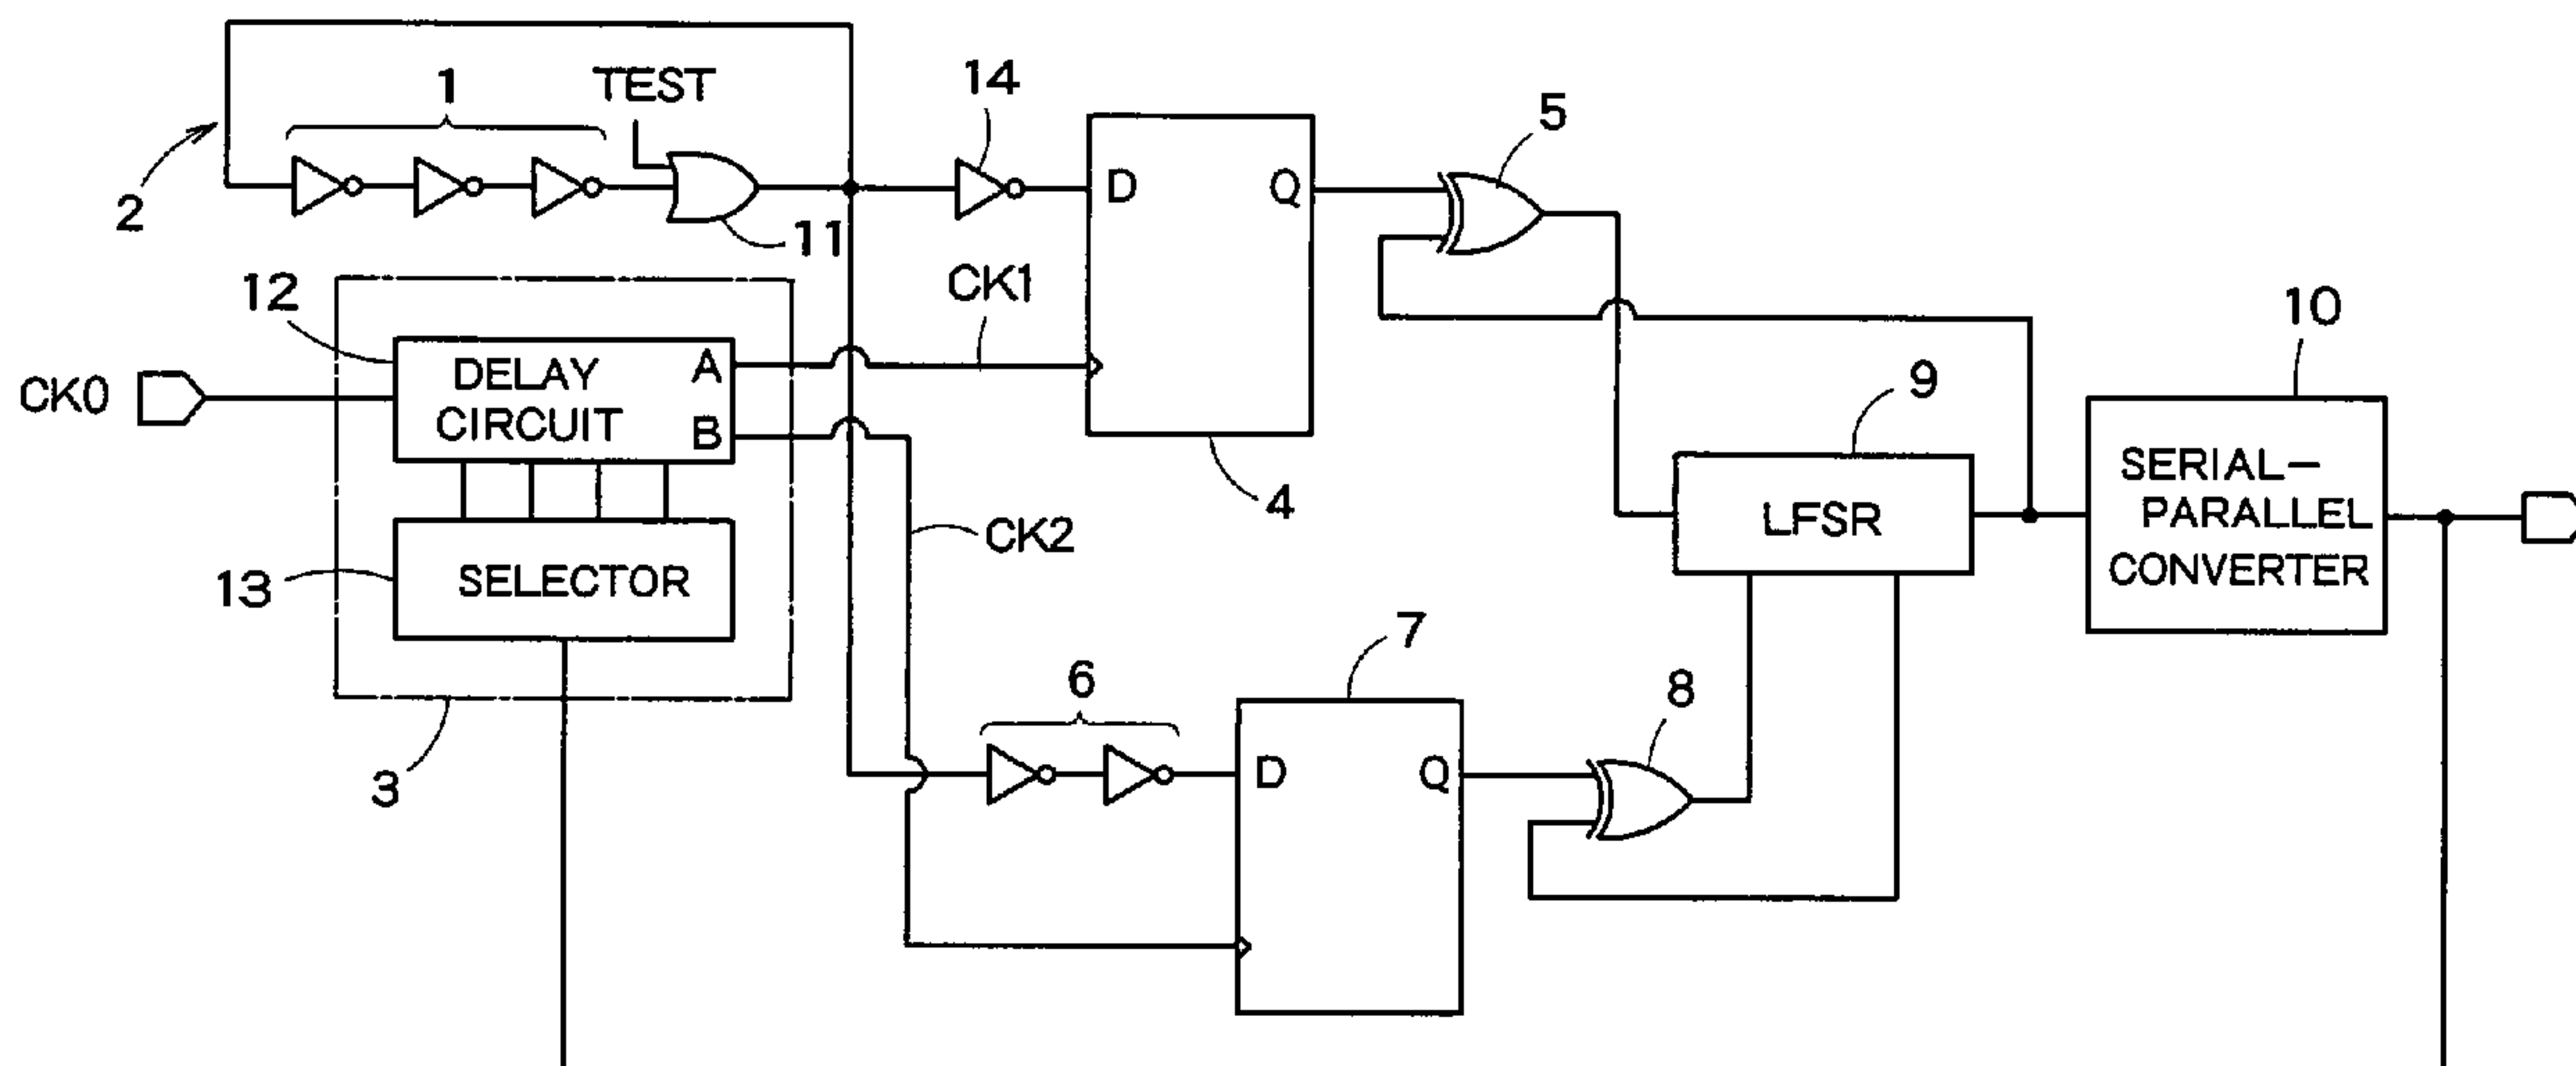 1
TEST
14
5
2
D
Q
11
12
CK1
10
DELAY
CIRCUIT
A
B
CK0
9
4
SERIAL-
PARALLEL
CONVERTER
LFSR
CK2
13
SELECTOR
7
6
8
3
D
Q